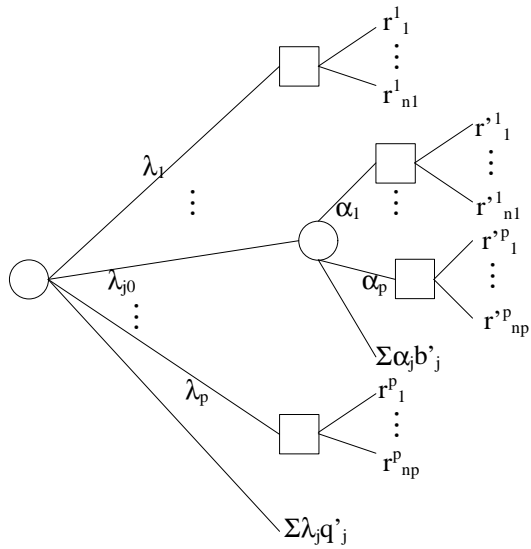 r¹₁
⋮
r¹ₙ₁
λ₁
r’¹₁
⋮
r’¹ₙ₁
⋮
⋮
α₁
λⱼ₀
αₚ
r’ᵖ₁
⋮
r’ᵖₙₚ
⋮
Σαⱼb’ⱼ
λₚ
rᵖ₁
⋮
rᵖₙₚ
Σλⱼq’ⱼ